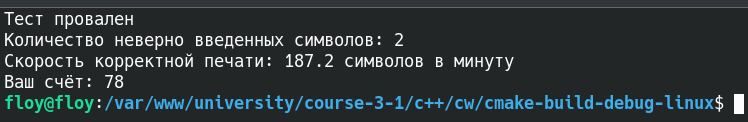 Тест провален
Количество неверно введенных символов: 2
Скорость корректной печати: 187.2 символов в минуту
Ваш счёт: 78
floy@floy:/var/www/university/course-3-1/c++/cw/cmake-build-debug-linux$